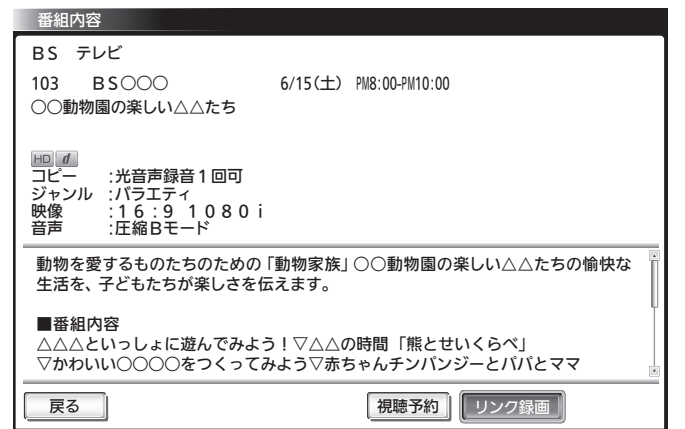 番組内容
BS テレビ
103 BS○○○ 6/15(土) PM8:00-PM10:00
○○動物園の楽しい△△たち
HD d
コピー :光音声録音1回可
ジャンル :バラエティ
映像 :16:9 1080i
音声 :圧縮Bモード
動物を愛するものたちのための「動物家族」○○動物園の楽しい△△たちの愉快な
生活を、子どもたちが楽しさを伝えます。
■番組内容
△△△といっしょに遊んでみよう!▽△△の時間「熊とせいくらべ」
▽かわいい○○○○をつくってみよう▽赤ちゃんチンパンジーとパパとママ
戻る 視聴予約 リンク録画